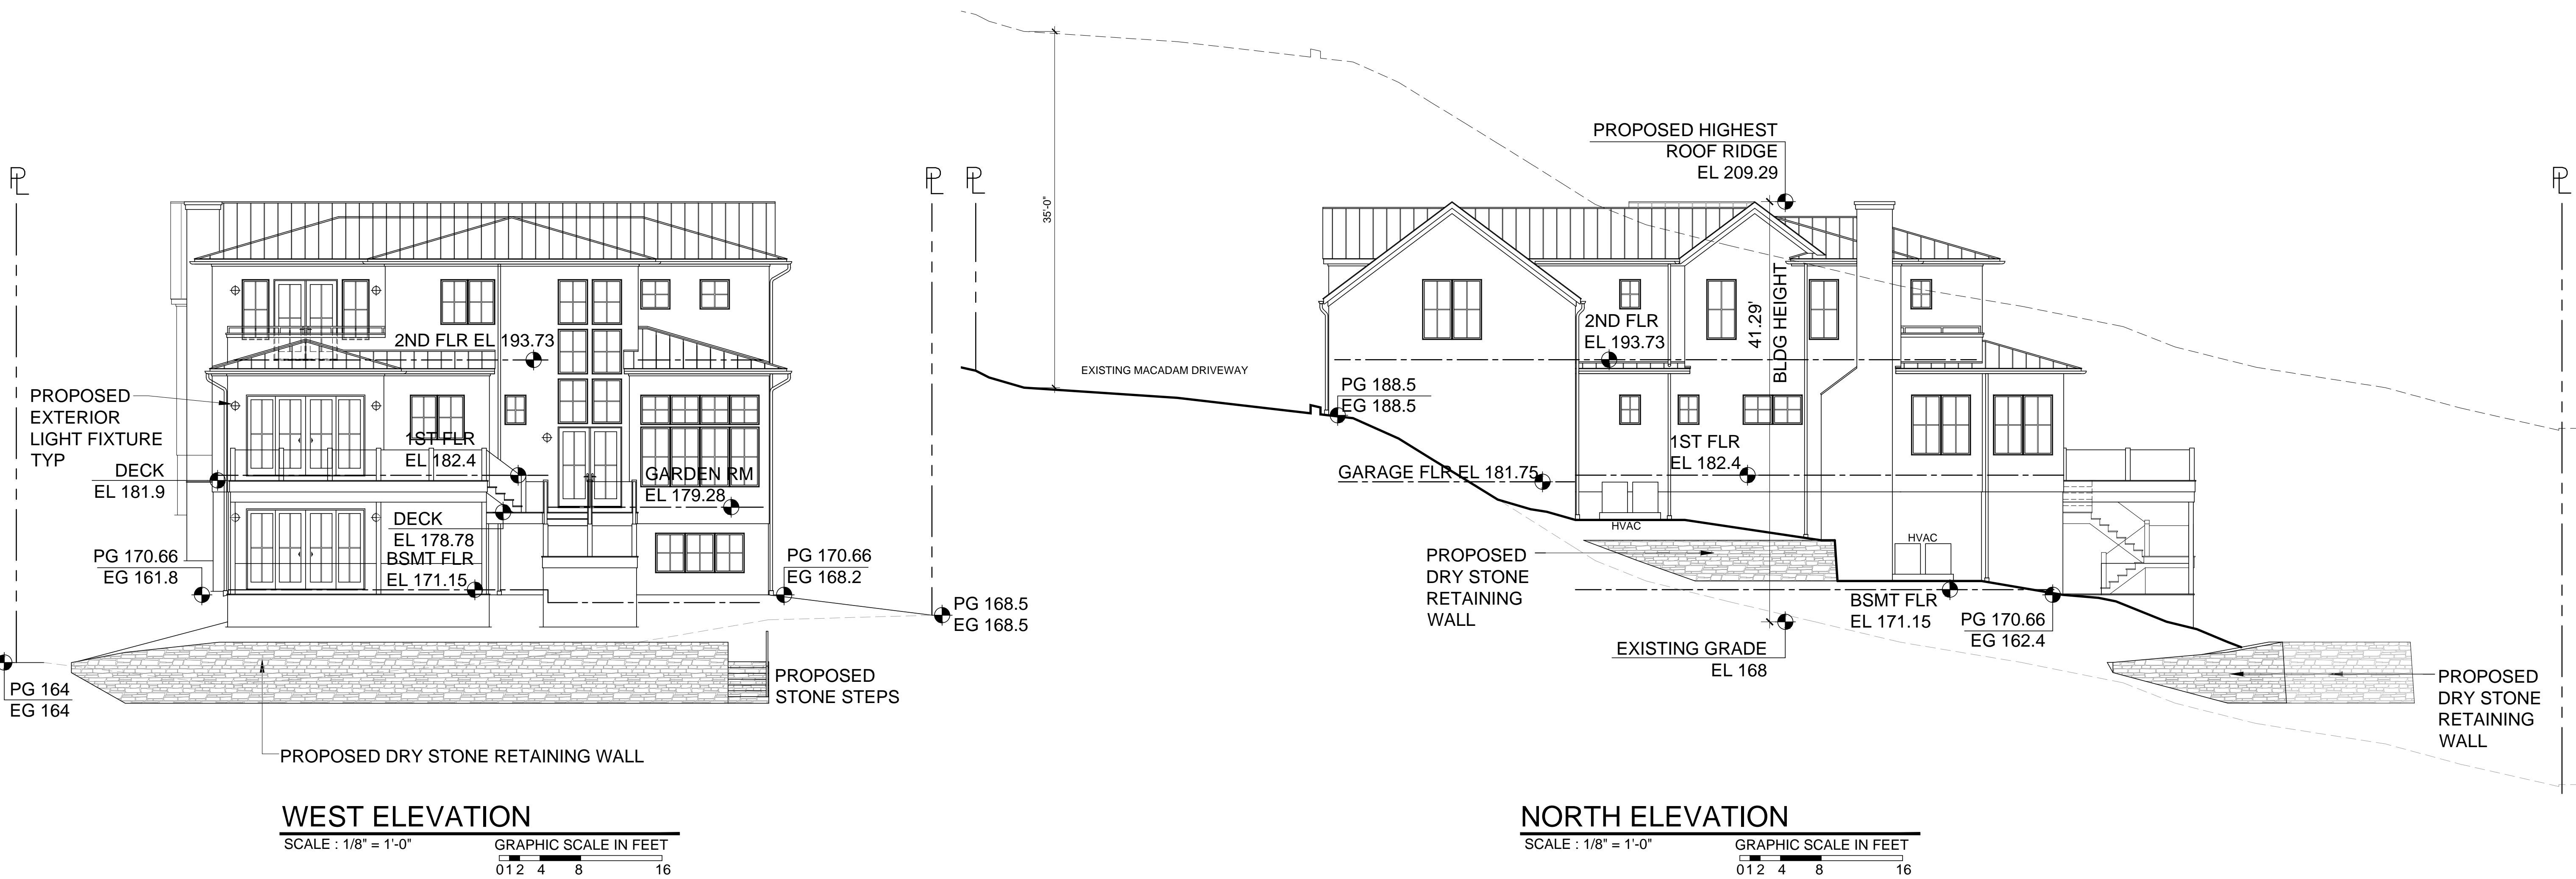 PL
PL
PL
PL
35'-0"
PROPOSED HIGHEST
ROOF RIDGE
EL 209.29
2ND FLR EL 193.73
PROPOSED
EXTERIOR
LIGHT FIXTURE
TYP
1ST FLR
EL 182.4
DECK
EL 181.9
GARDEN RM
EL 179.28
DECK
EL 178.78
BSMT FLR
EL 171.15
PG 170.66
EG 161.8
PG 170.66
EG 168.2
PG 168.5
EG 168.5
PG 164
EG 164
PROPOSED
STONE STEPS
PROPOSED DRY STONE RETAINING WALL
WEST ELEVATION
SCALE : 1/8" = 1'-0"
GRAPHIC SCALE IN FEET
0 1 2 4 8 16
EXISTING MACADAM DRIVEWAY
2ND FLR
EL 193.73
41.29'
BLDG HEIGHT
PG 188.5
EG 188.5
1ST FLR
EL 182.4
GARAGE FLR EL 181.75
HVAC
HVAC
PROPOSED
DRY STONE
RETAINING
WALL
BSMT FLR
EL 171.15
PG 170.66
EG 162.4
EXISTING GRADE
EL 168
PROPOSED
DRY STONE
RETAINING
WALL
NORTH ELEVATION
SCALE : 1/8" = 1'-0"
GRAPHIC SCALE IN FEET
0 1 2 4 8 16